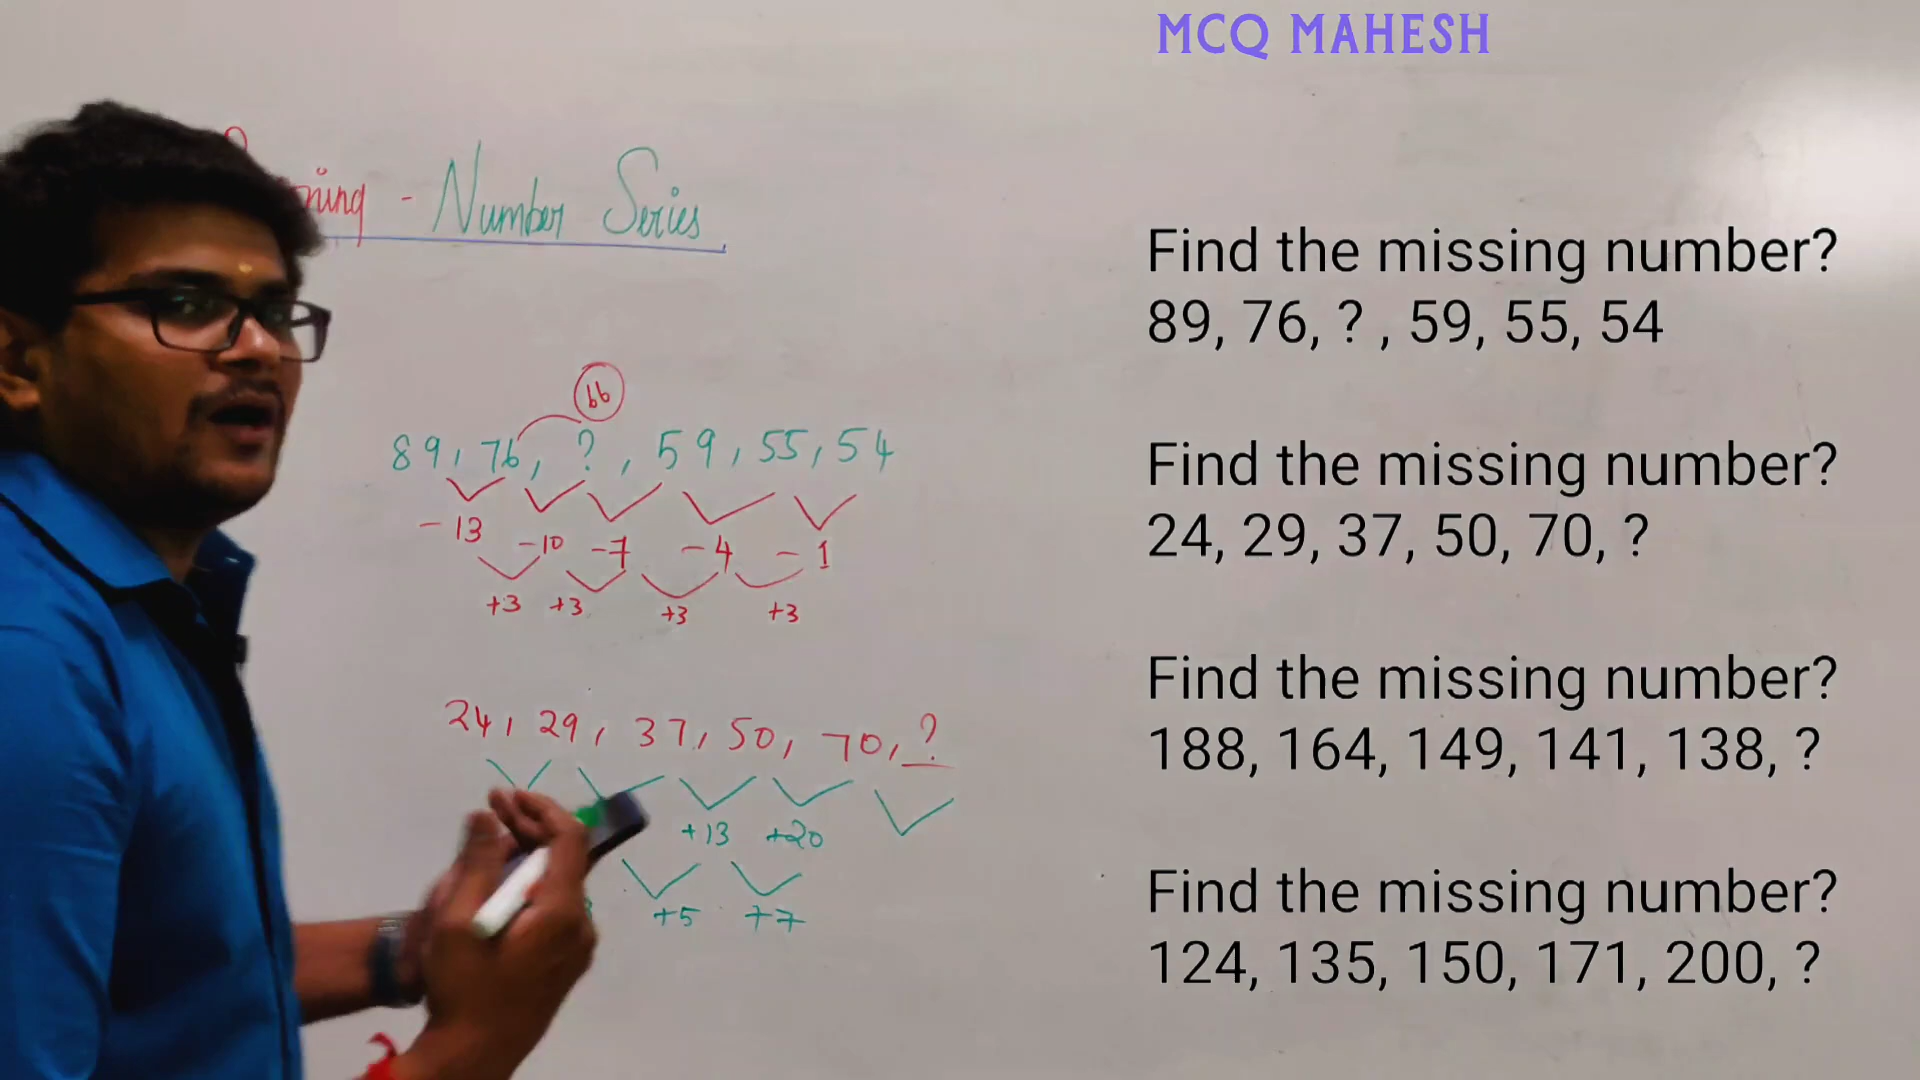 MCQ MAHESH
ning - Number Series
66
89, 76, ?, 59, 55, 54
-13 -10 -7 -4 -1
+3 +3 +3 +3
24, 29, 37, 50, 70, ?
+13 +20
+5 +7
Find the missing number?
89, 76, ? , 59, 55, 54
Find the missing number?
24, 29, 37, 50, 70, ?
Find the missing number?
188, 164, 149, 141, 138, ?
Find the missing number?
124, 135, 150, 171, 200, ?